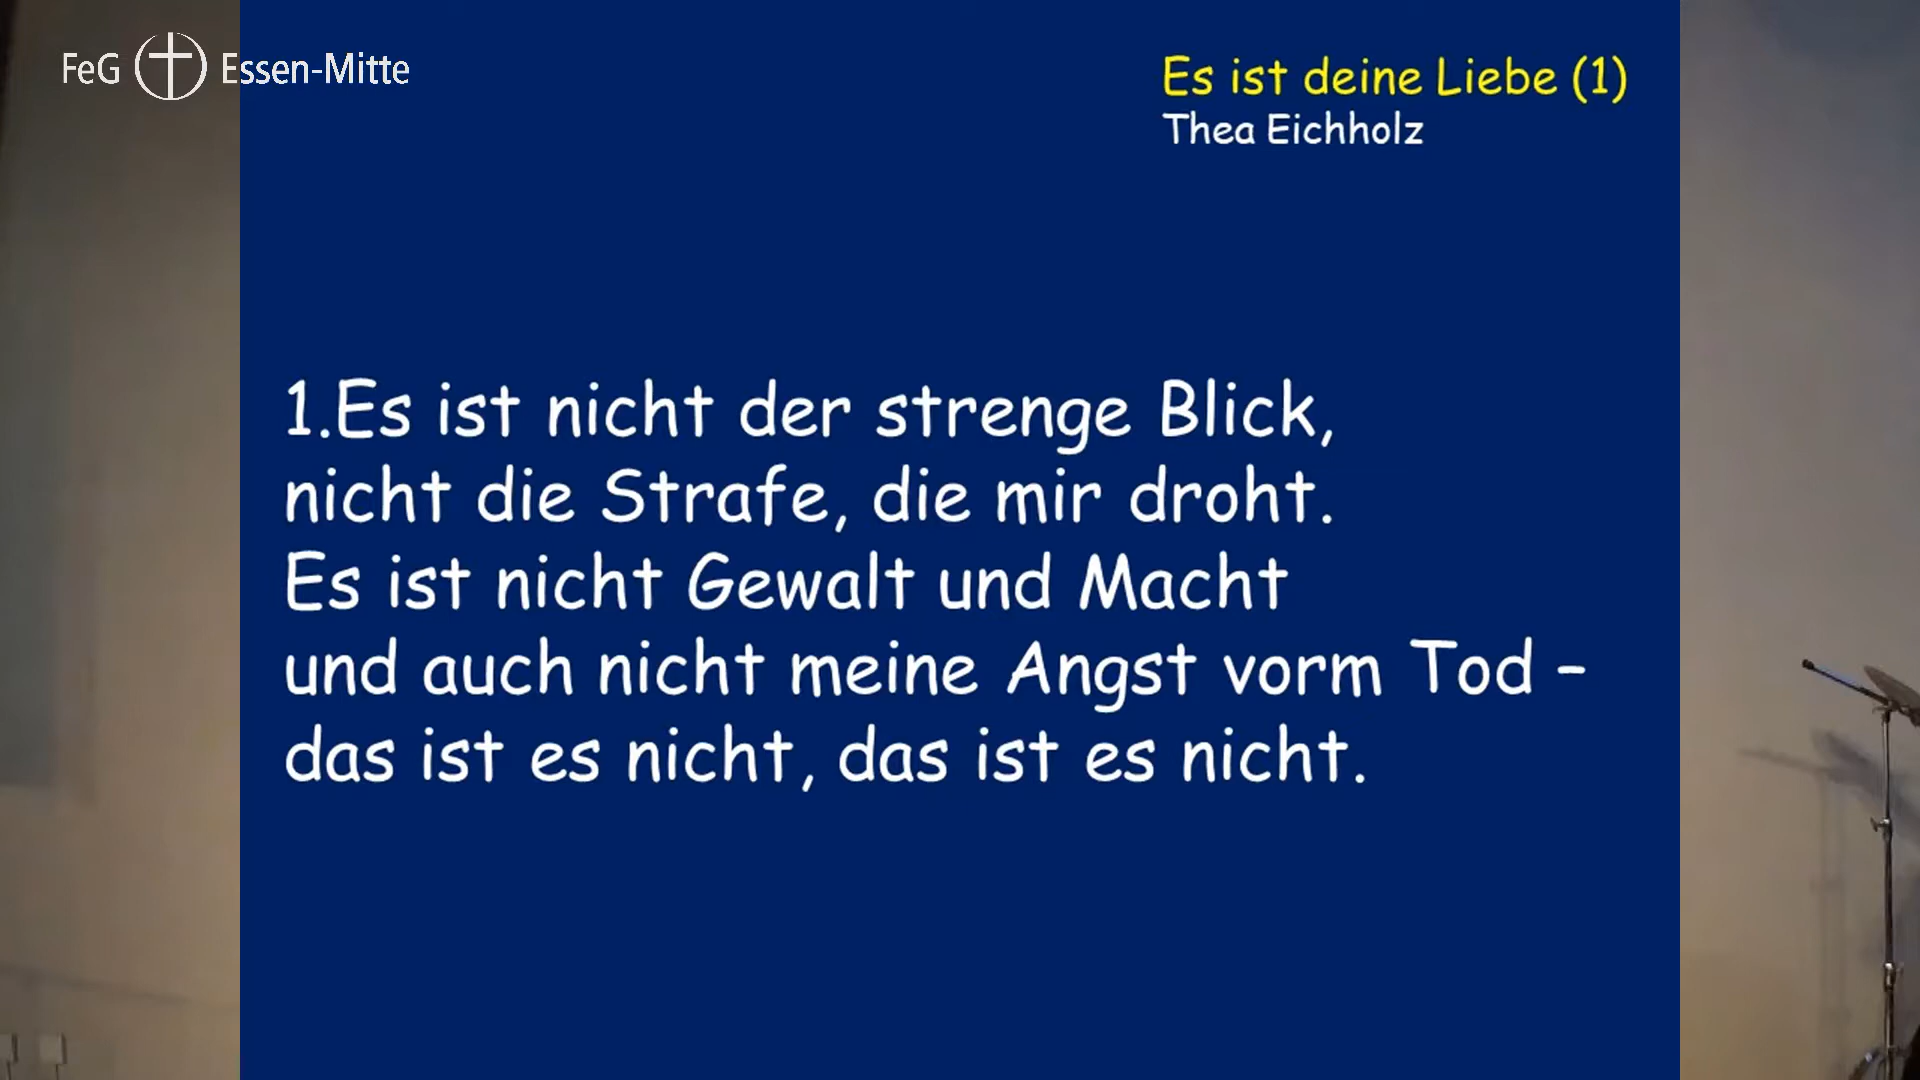 FeG Essen-Mitte
Es ist deine Liebe (1)
Thea Eichholz
1.Es ist nicht der strenge Blick,
nicht die Strafe, die mir droht.
Es ist nicht Gewalt und Macht
und auch nicht meine Angst vorm Tod –
das ist es nicht, das ist es nicht.